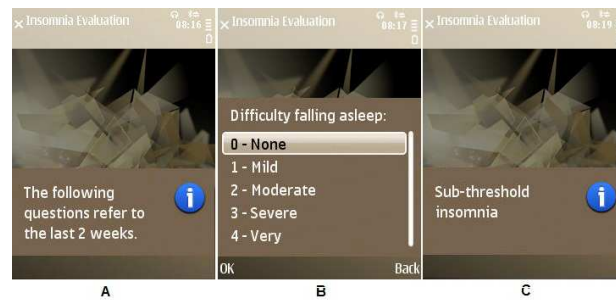 Insomnia Evaluation
08:16
D
The following
questions refer to
the last 2 weeks.
A
Insomnia Evaluation
08:17
D
Difficulty falling asleep:
0 - None
1 - Mild
2 - Moderate
3 - Severe
4 - Very
OK Back
B
Insomnia Evaluation
08:19
Sub-threshold
insomnia
C